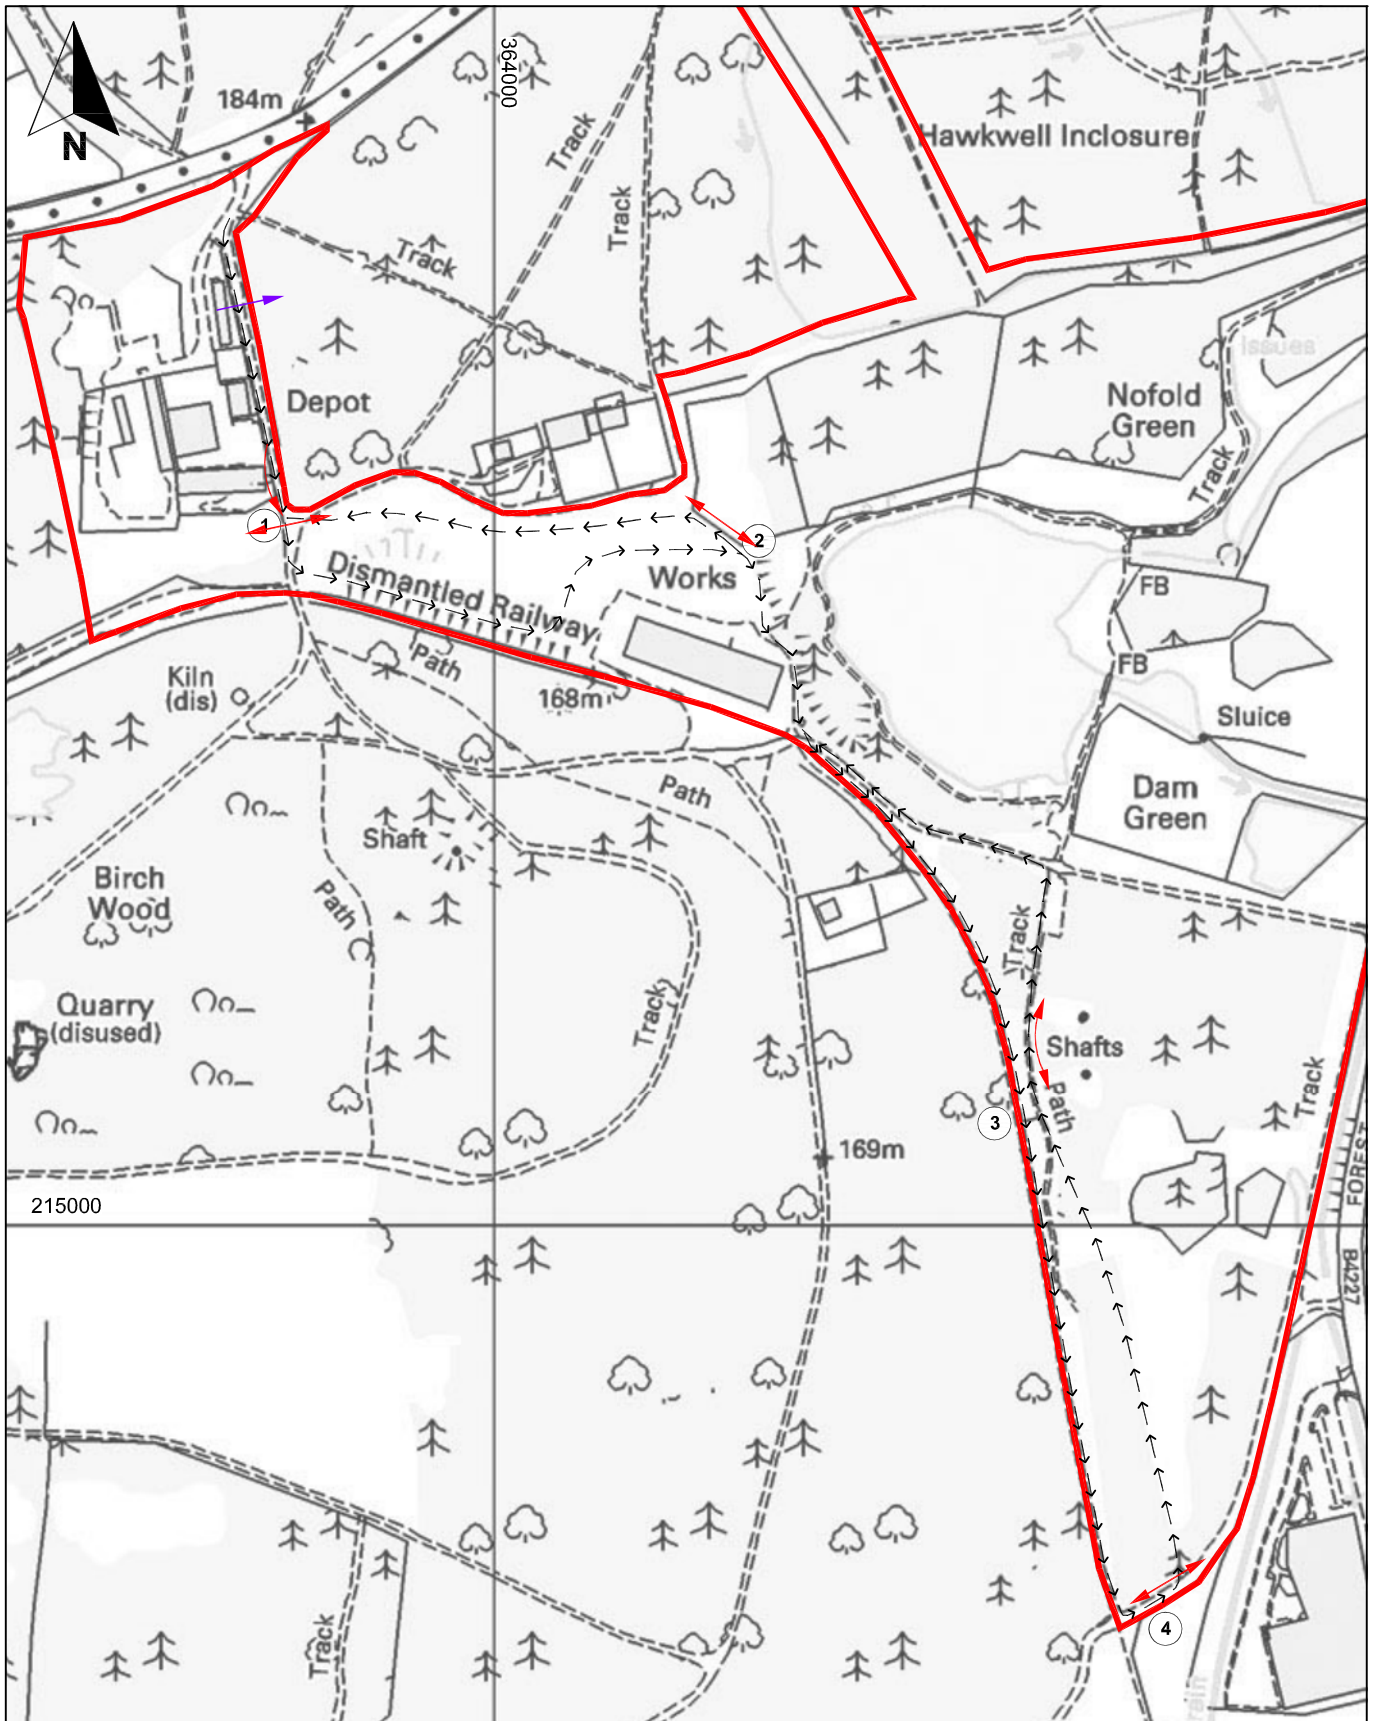 364000
184m
N
Track
Hawkwell Inclosure
Track
Track
Issues
Depot
Nofold
Green
Track
1
2
Dismantled Railway
Works
FB
Path
FB
Kiln
(dis)
168m
Sluice
Path
Dam
Green
Shaft
Birch
Wood
Path
Track
Quarry
(disused)
Track
Shafts
Track
Path
3
169m
FOREST
215000
B4227
4
Track